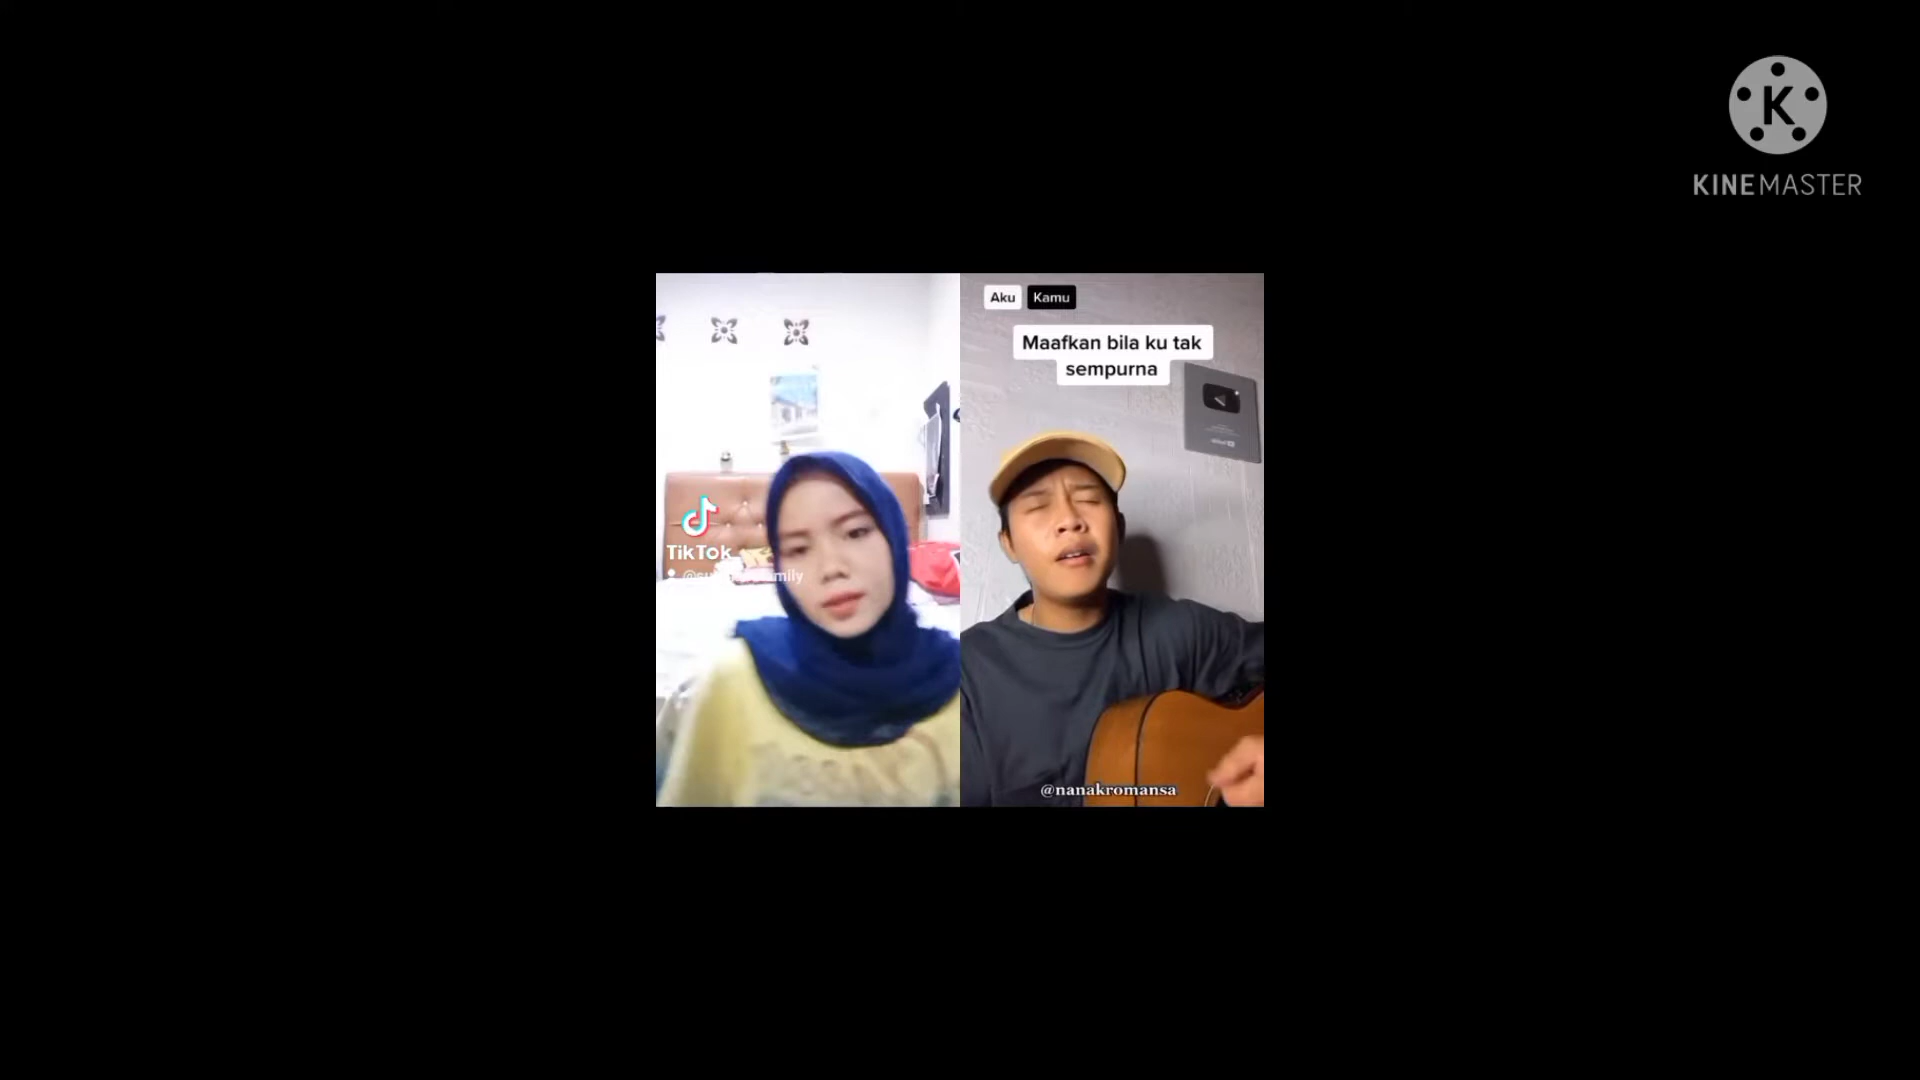 K
KINEMASTER
Aku Kamu
Maafkan bila ku tak
sempurna
TikTok
@nanakromansa